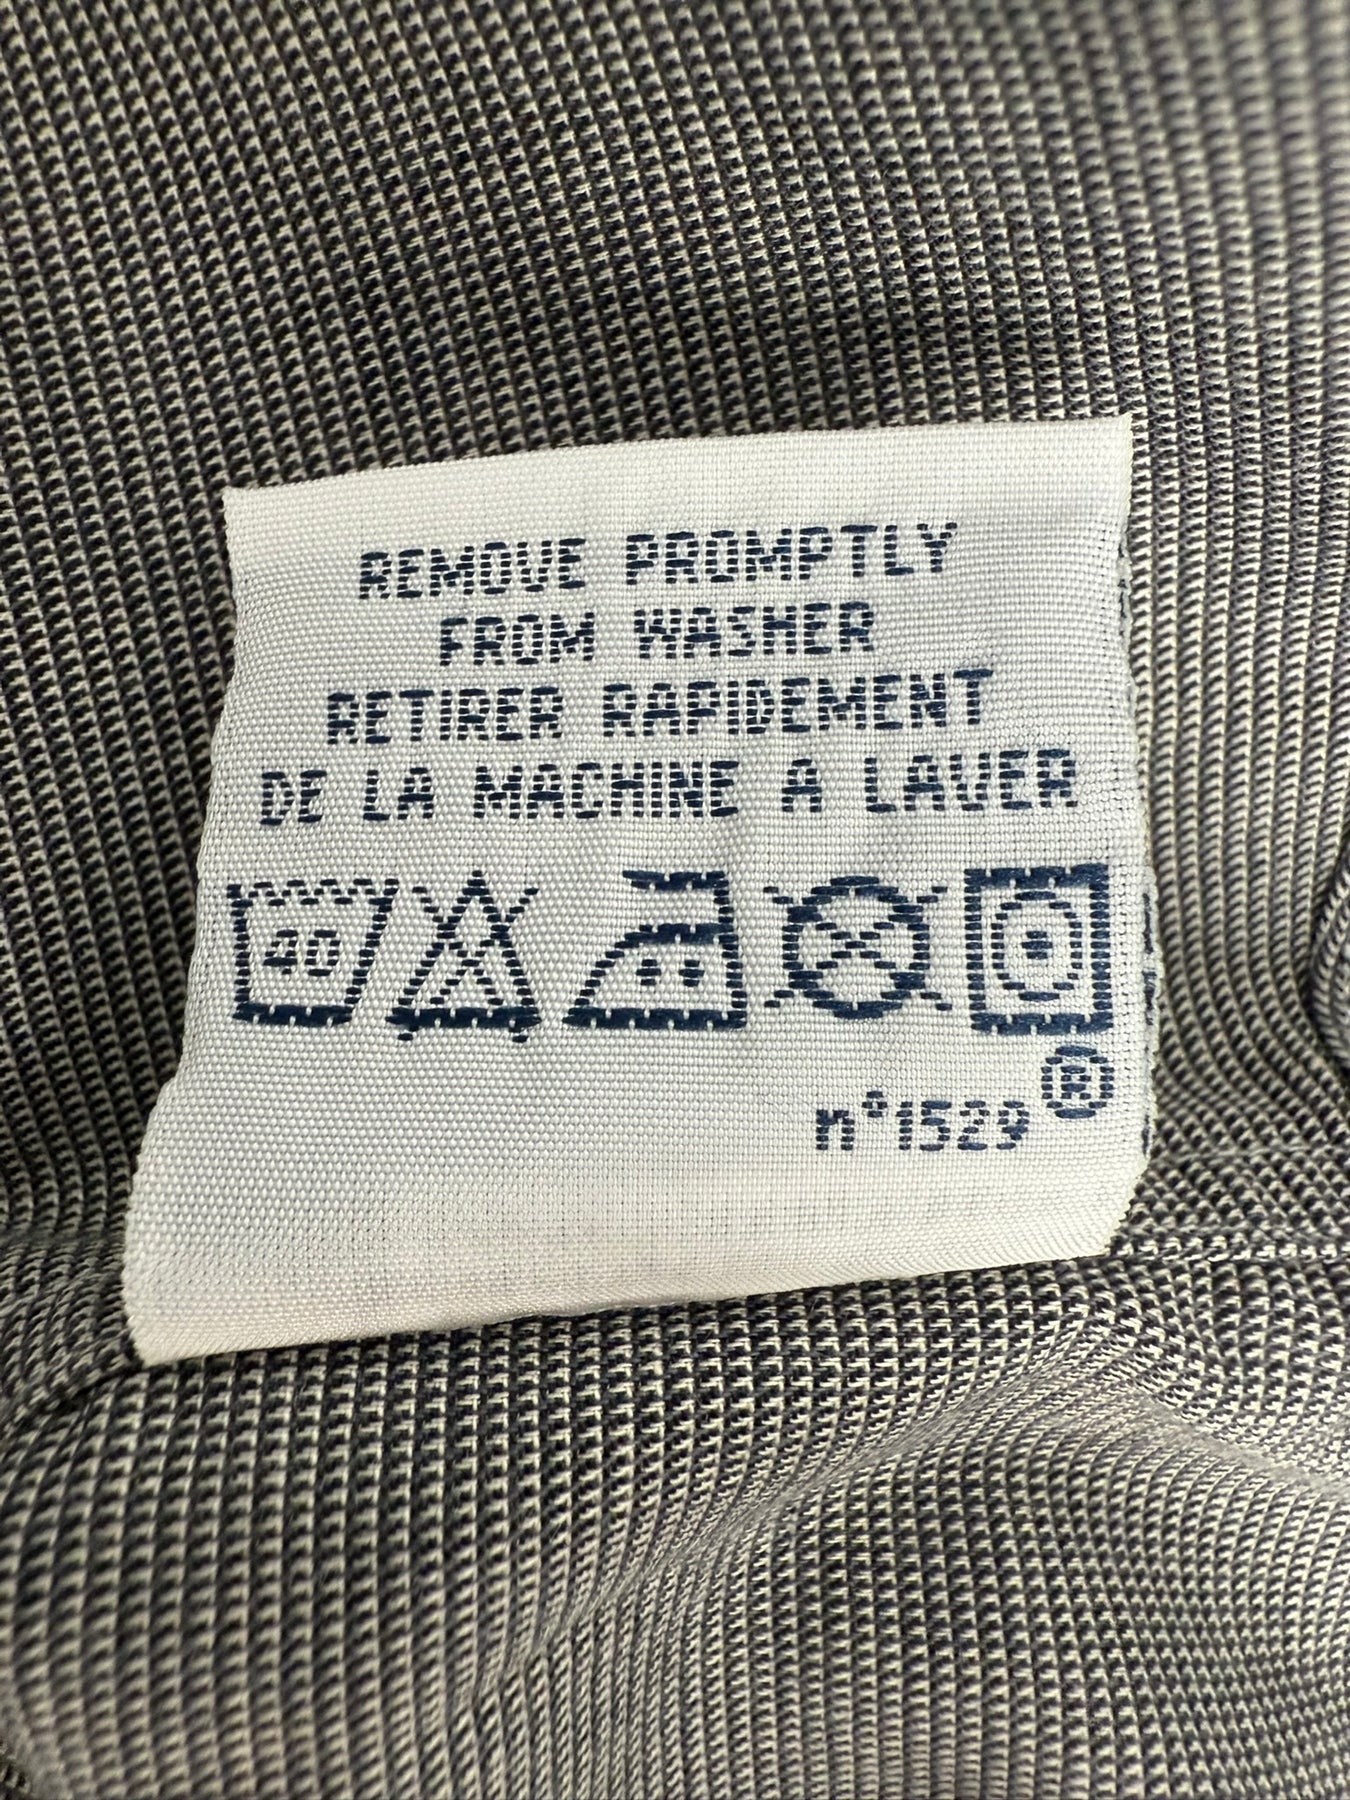 REMOVE PROMPTLY
FROM WASHER
RETIRER RAPIDEMENT
DE LA MACHINE A LAVER
40
n°1529 ®